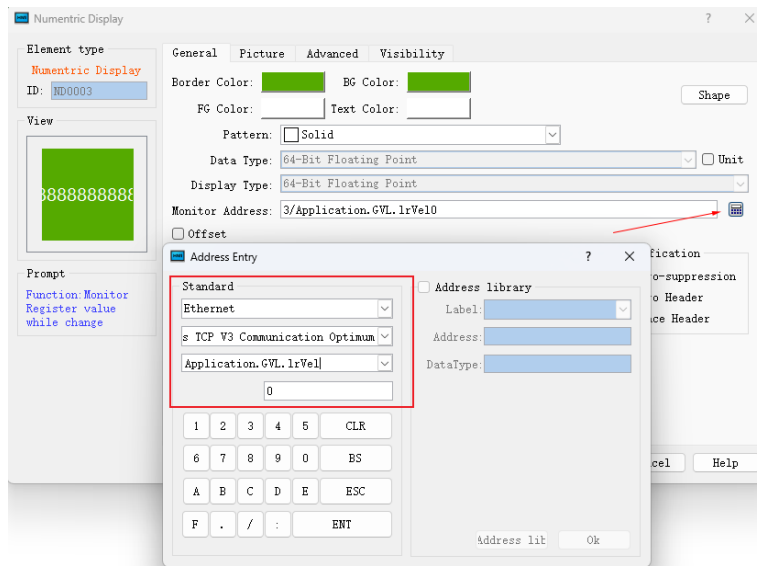 Numentric Display
? ×
Element type
Numentric Display
ID: ND0003
View
8888888888
Prompt
Function:Monitor
Register value
while change
General Picture Advanced Visibility
Border Color: BG Color:
FG Color: Text Color:
Shape
Pattern: Solid
Data Type: 64-Bit Floating Point Unit
Display Type: 64-Bit Floating Point
Monitor Address: 3/Application.GVL.lrVel0
Offset
fication
o-suppression
o Header
ce Header
cel Help
Address Entry ? ×
Standard
Ethernet
s TCP V3 Communication Optimum
Application.GVL.lrVel
0
1 2 3 4 5 CLR
6 7 8 9 0 BS
A B C D E ESC
F . / : ENT
Address library
Label:
Address:
DataType:
Address lib Ok